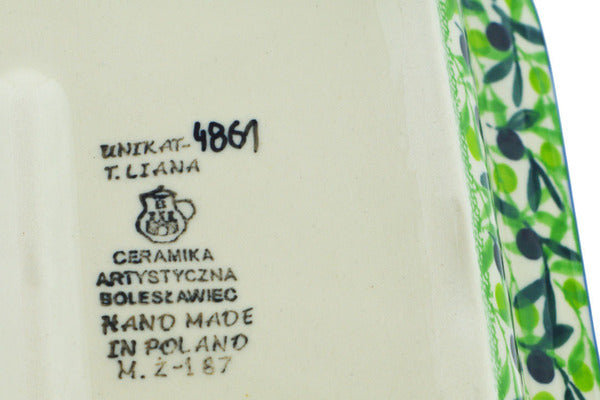 UNIKAT-4861
T. LIANA
CERAMIKA
ARTYSTYCZNA
BOLESŁAWIEC
HAND MADE
IN POLAND
M.Ż-187